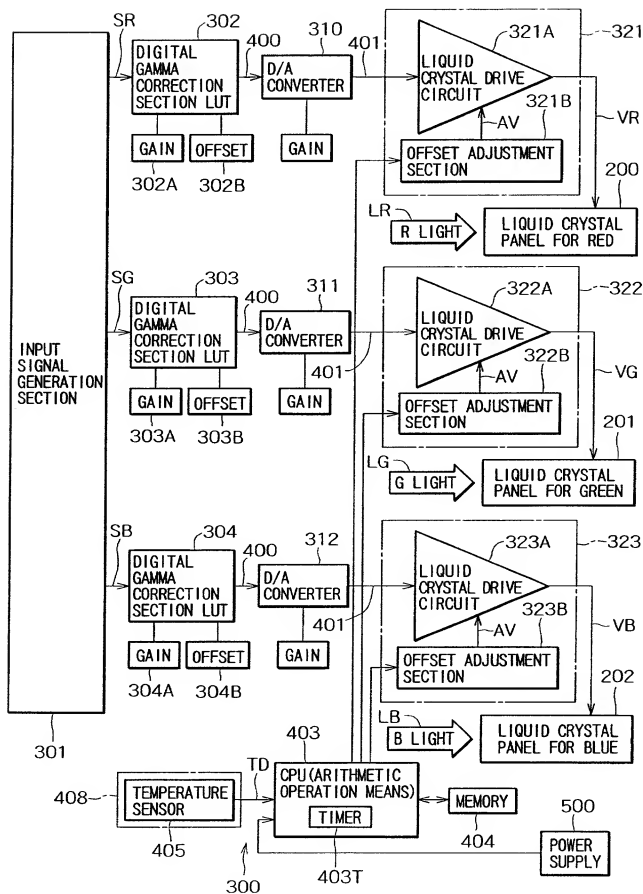 SR
302
DIGITAL
GAMMA
CORRECTION
SECTION LUT
400
310
D/A
CONVERTER
401
LIQUID
CRYSTAL DRIVE
CIRCUIT
321A
321
321B
AV
VR
GAIN
OFFSET
GAIN
302A
302B
OFFSET ADJUSTMENT
SECTION
LR
R LIGHT
200
LIQUID CRYSTAL
PANEL FOR RED
SG
303
DIGITAL
GAMMA
CORRECTION
SECTION LUT
400
311
D/A
CONVERTER
401
LIQUID
CRYSTAL DRIVE
CIRCUIT
322A
322
322B
AV
VG
GAIN
OFFSET
GAIN
303A
303B
OFFSET ADJUSTMENT
SECTION
LG
G LIGHT
201
LIQUID CRYSTAL
PANEL FOR GREEN
INPUT
SIGNAL
GENERATION
SECTION
SB
304
DIGITAL
GAMMA
CORRECTION
SECTION LUT
400
312
D/A
CONVERTER
401
LIQUID
CRYSTAL DRIVE
CIRCUIT
323A
323
323B
AV
VB
GAIN
OFFSET
GAIN
304A
304B
OFFSET ADJUSTMENT
SECTION
LB
B LIGHT
202
LIQUID CRYSTAL
PANEL FOR BLUE
301
408
TEMPERATURE
SENSOR
405
TD
403
CPU(ARITHMETIC
OPERATION MEANS)
TIMER
403T
MEMORY
404
500
POWER
SUPPLY
300